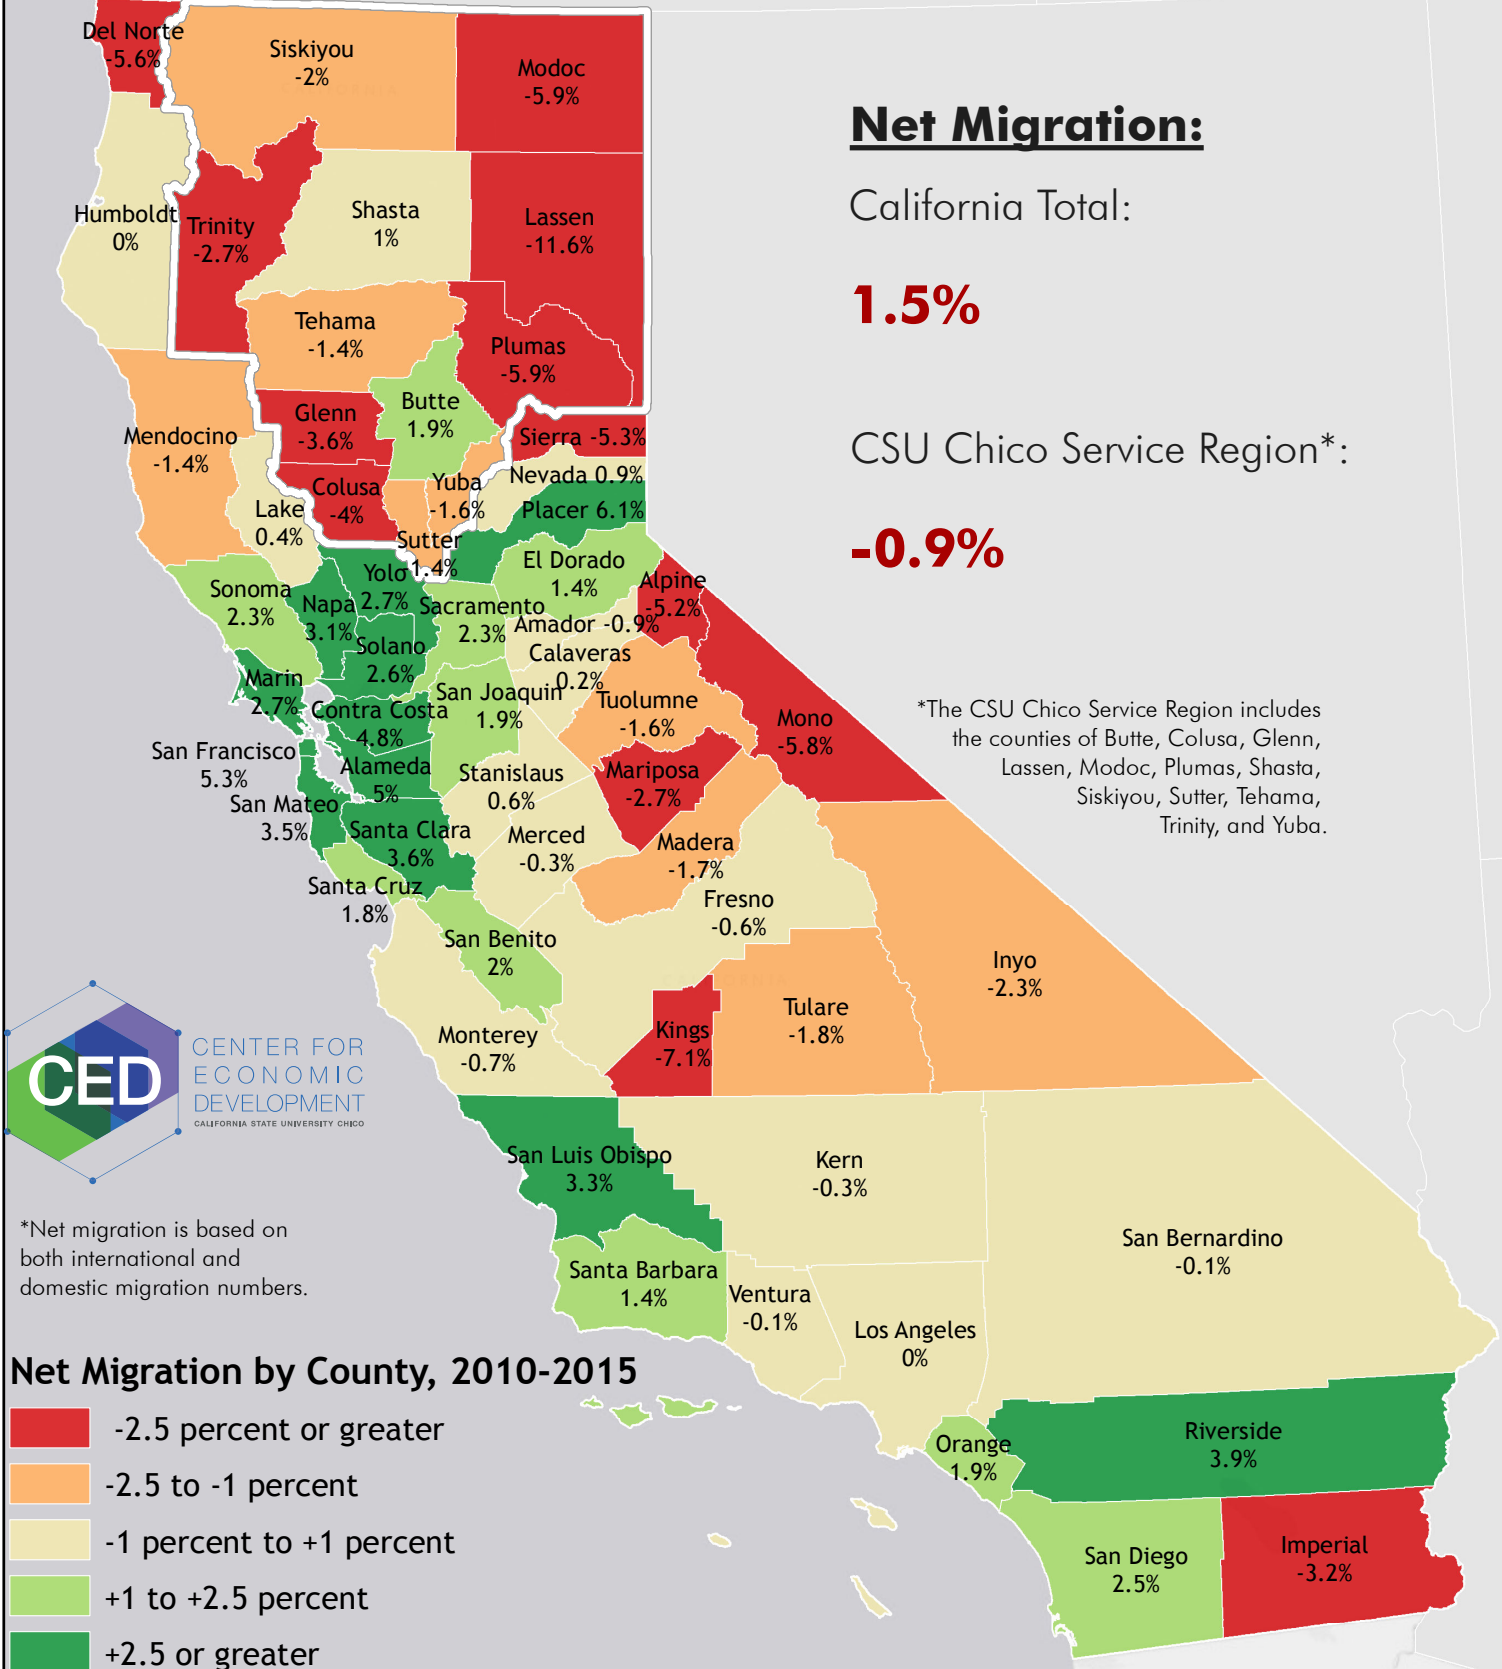 Del Norte
-5.6%
Siskiyou
-2%
Modoc
-5.9%
Humboldt
0%
Trinity
-2.7%
Shasta
1%
Lassen
-11.6%
Tehama
-1.4%
Plumas
-5.9%
Butte
1.9%
Glenn
-3.6%
Mendocino
-1.4%
Sierra -5.3%
Nevada 0.9%
Colusa
-4%
Yuba
-1.6%
Lake
0.4%
Placer 6.1%
Sutter
-1.4%
El Dorado
1.4%
Yolo
2.7%
Alpine
-5.2%
Sonoma
2.3%
Napa
3.1%
Sacramento
2.3%
Amador -0.9%
Solano
2.6%
Calaveras
0.2%
Marin
2.7%
San Joaquin
1.9%
Tuolumne
-1.6%
Contra Costa
4.8%
Mono
-5.8%
San Francisco
5.3%
Alameda
5%
Stanislaus
0.6%
Mariposa
-2.7%
San Mateo
3.5%
Santa Clara
3.6%
Merced
-0.3%
Madera
-1.7%
Santa Cruz
1.8%
Fresno
-0.6%
San Benito
2%
Inyo
-2.3%
Tulare
-1.8%
Kings
-7.1%
Monterey
-0.7%
San Luis Obispo
3.3%
Kern
-0.3%
San Bernardino
-0.1%
Santa Barbara
1.4%
Ventura
-0.1%
Los Angeles
0%
Riverside
3.9%
Orange
1.9%
San Diego
2.5%
Imperial
-3.2%
Net Migration:
California Total:
1.5%
CSU Chico Service Region*:
-0.9%
*The CSU Chico Service Region includes
the counties of Butte, Colusa, Glenn,
Lassen, Modoc, Plumas, Shasta,
Siskiyou, Sutter, Tehama,
Trinity, and Yuba.
CED
CENTER FOR
ECONOMIC
DEVELOPMENT
CALIFORNIA STATE UNIVERSITY CHICO
*Net migration is based on
both international and
domestic migration numbers.
Net Migration by County, 2010-2015
-2.5 percent or greater
-2.5 to -1 percent
-1 percent to +1 percent
+1 to +2.5 percent
+2.5 or greater